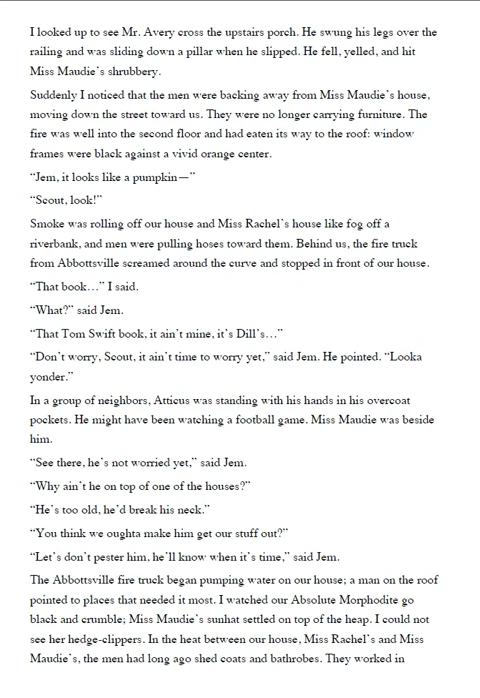 I looked up to see Mr. Avery cross the upstairs porch. He swung his legs over the
railing and was sliding down a pillar when he slipped. He fell, yelled, and hit
Miss Maudie’s shrubbery.
Suddenly I noticed that the men were backing away from Miss Maudie’s house,
moving down the street toward us. They were no longer carrying furniture. The
fire was well into the second floor and had eaten its way to the roof: window
frames were black against a vivid orange center.
“Jem, it looks like a pumpkin—”
“Scout, look!”
Smoke was rolling off our house and Miss Rachel’s house like fog off a
riverbank, and men were pulling hoses toward them. Behind us, the fire truck
from Abbottsville screamed around the curve and stopped in front of our house.
“That book…” I said.
“What?” said Jem.
“That Tom Swift book, it ain’t mine, it’s Dill’s…”
“Don’t worry, Scout, it ain’t time to worry yet,” said Jem. He pointed. “Looka
yonder.”
In a group of neighbors, Atticus was standing with his hands in his overcoat
pockets. He might have been watching a football game. Miss Maudie was beside
him.
“See there, he’s not worried yet,” said Jem.
“Why ain’t he on top of one of the houses?”
“He’s too old, he’d break his neck.”
“You think we oughta make him get our stuff out?”
“Let’s don’t pester him, he’ll know when it’s time,” said Jem.
The Abbottsville fire truck began pumping water on our house; a man on the roof
pointed to places that needed it most. I watched our Absolute Morphodite go
black and crumble; Miss Maudie’s sunhat settled on top of the heap. I could not
see her hedge-clippers. In the heat between our house, Miss Rachel’s and Miss
Maudie’s, the men had long ago shed coats and bathrobes. They worked in